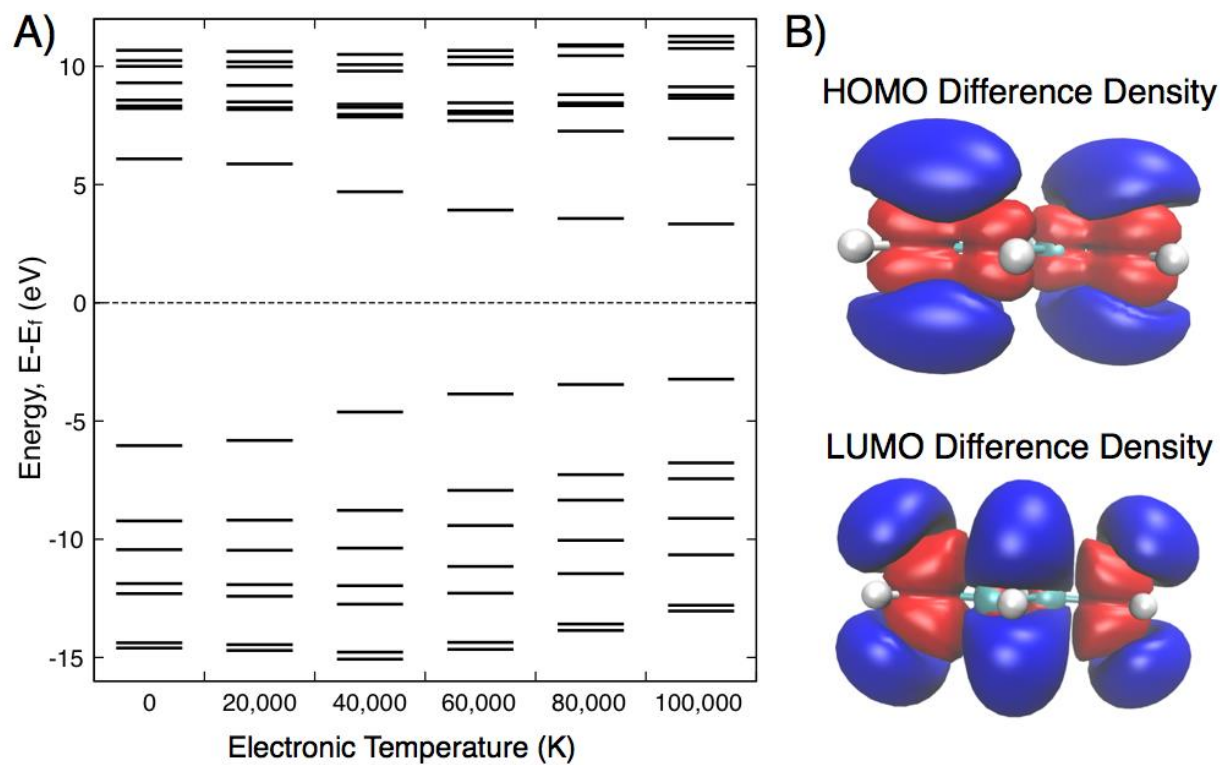 A)
B)
10
5
0
-5
-10
-15
Energy, E-Ef (eV)
0 20,000 40,000 60,000 80,000 100,000
Electronic Temperature (K)
HOMO Difference Density
LUMO Difference Density